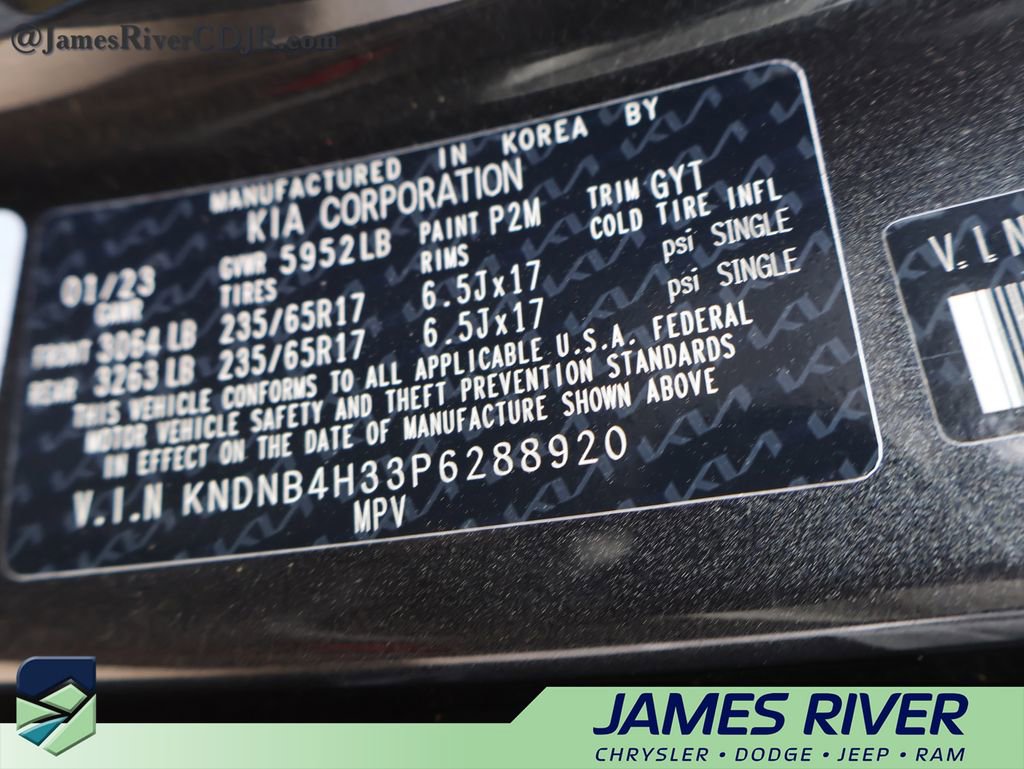 @JamesRiverCDJR.com
MANUFACTURED IN KOREA BY
KIA CORPORATION
01/23 GVWR 5952LB PAINT P2M TRIM GYT
GAWR TIRES RIMS COLD TIRE INFL
FRONT 3064 LB 235/65R17 6.5Jx17 psi SINGLE
REAR 3263 LB 235/65R17 6.5Jx17 psi SINGLE
THIS VEHICLE CONFORMS TO ALL APPLICABLE U.S.A. FEDERAL
MOTOR VEHICLE SAFETY AND THEFT PREVENTION STANDARDS
IN EFFECT ON THE DATE OF MANUFACTURE SHOWN ABOVE
V.I.N KNDNB4H33P6288920
MPV
V.I.N
JAMES RIVER
CHRYSLER • DODGE • JEEP • RAM